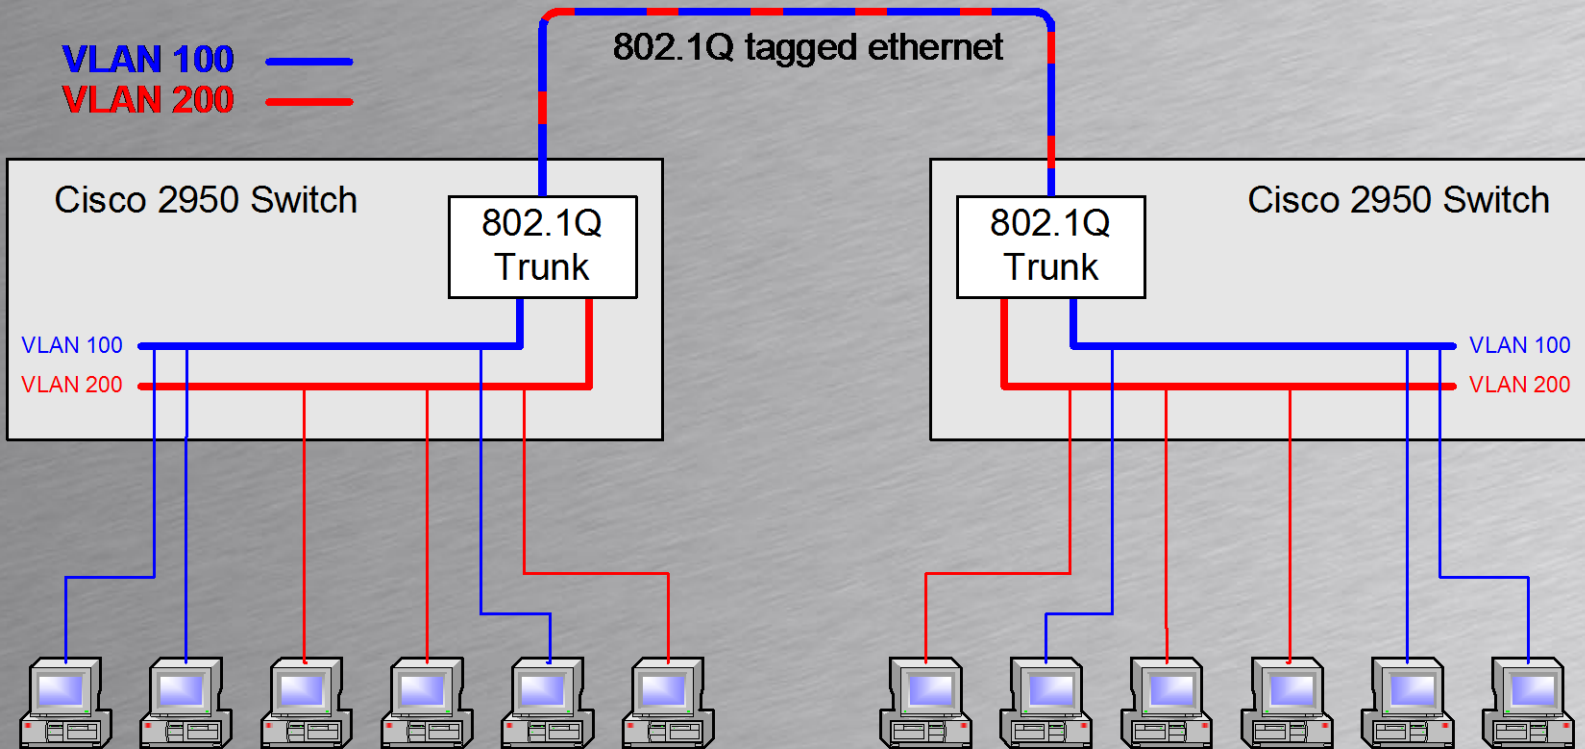 802.1Q tagged ethernet
VLAN 100
VLAN 200
Cisco 2950 Switch
802.1Q
Trunk
VLAN 100
VLAN 200
Cisco 2950 Switch
802.1Q
Trunk
VLAN 100
VLAN 200